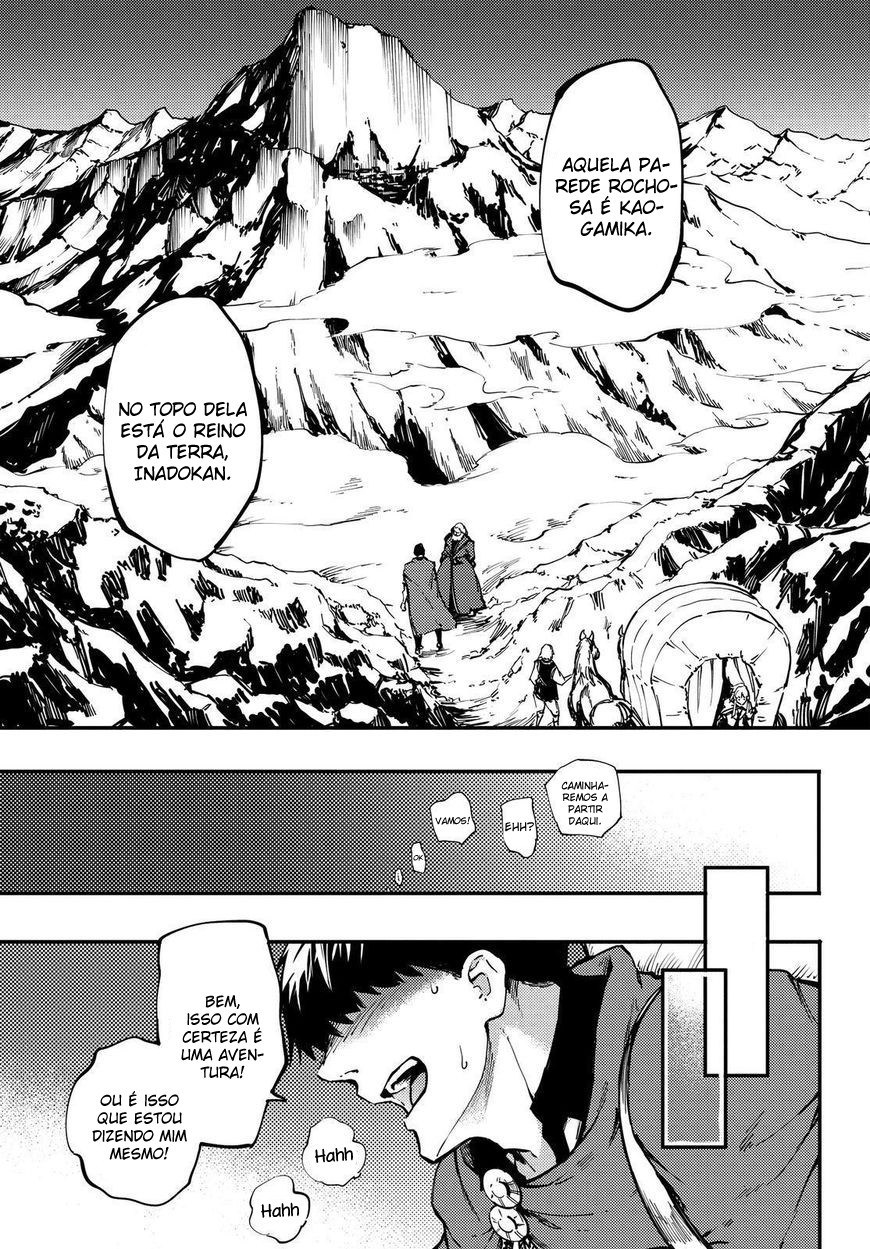 AQUELA PA-
REDE ROCHO-
SA É KAO-
GAMIKA.
NO TOPO DELA
ESTÁ O REINO
DA TERRA,
INADOKAN.
CAMINHA-
REMOS A
PARTIR
DAQUI.
EHH?
VAMOS!
OK
BEM,
ISSO COM
CERTEZA É
UMA AVEN-
TURA!
OU É ISSO
QUE ESTOU
DIZENDO MIM
MESMO!
Hahh
Hahh